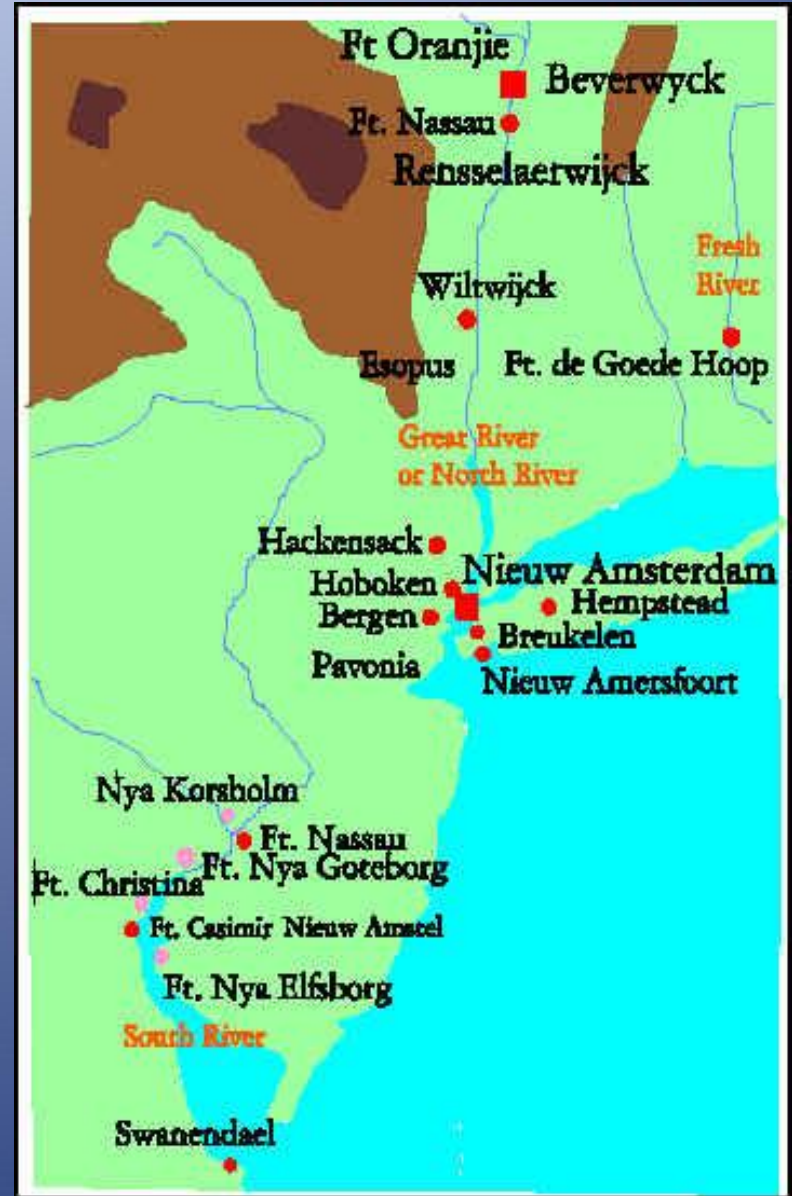 Ft Oranjie
Beverwyck
Ft. Nassau
Rensselaerwijck
Fresh
River
Wiltwijck
Esopus
Ft. de Goede Hoop
Great River
or North River
Hackensack
Nieuw Amsterdam
Hoboken
Hempstead
Bergen
Breukelen
Pavonia
Nieuw Amersfoort
Nya Korsholm
Ft. Nassau
Ft. Nya Goteborg
Ft. Christina
Ft. Casimir Nieuw Amstel
Ft. Nya Elfsborg
South River
Swanendael